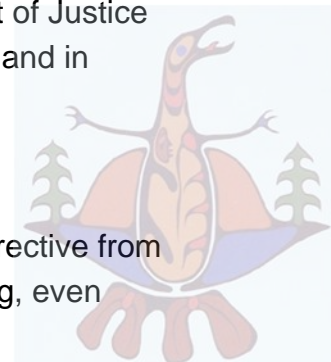 t of Justice
and in
rective from
g, even